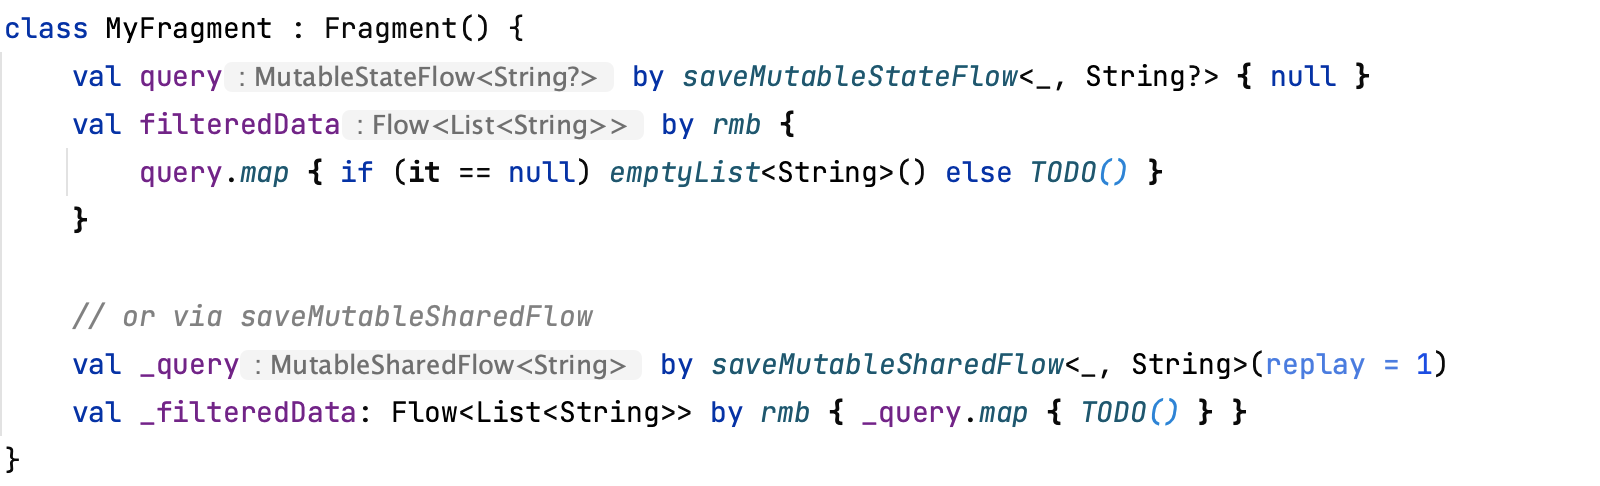 class MyFragment : Fragment() {
    val query : MutableStateFlow<String?> by saveMutableStateFlow<_, String?> { null }
    val filteredData : Flow<List<String>> by rmb {
        query.map { if (it == null) emptyList<String>() else TODO() }
    }
    // or via saveMutableSharedFlow
    val _query : MutableSharedFlow<String> by saveMutableSharedFlow<_, String>(replay = 1)
    val _filteredData: Flow<List<String>> by rmb { _query.map { TODO() } }
}